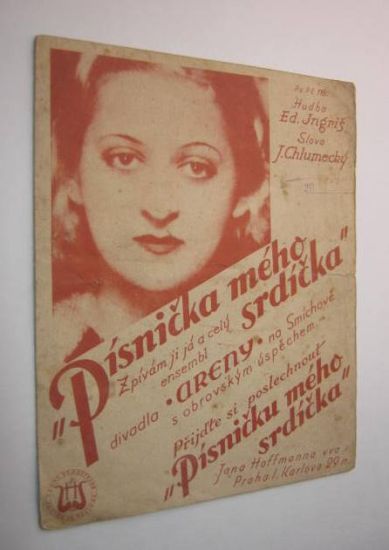 Hudba
Ed. Ingriš
Slova
J. Chlumecký
20
"Písnička mého
srdíčka"
Zpívám ji já a celý
ensembl
divadla "ARENY" na Smíchově
s obrovským úspěchem
Přijďte si poslechnout
"Písničku mého
srdíčka"
Jana Hoffmanna vva
Praha I. Karlova 29 n.